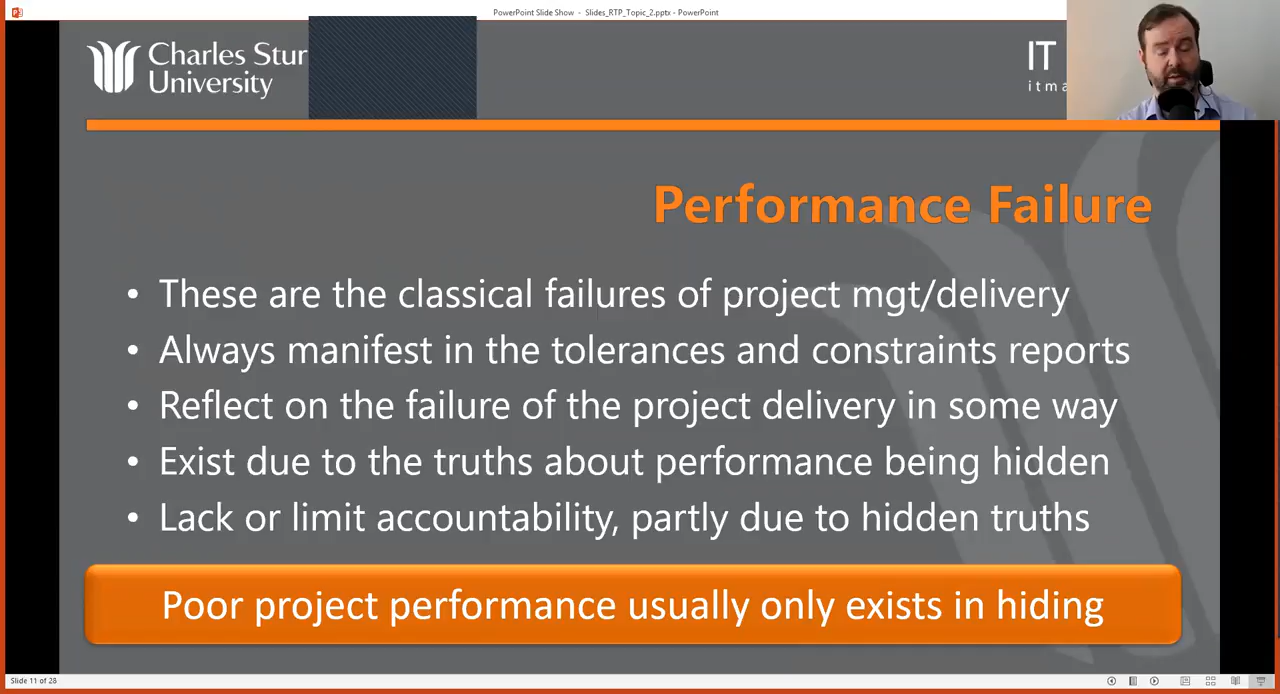 PowerPoint Slide Show - Slides_RTP_Topic_2.pptx - PowerPoint
Charles Stur
University
IT
itma
Performance Failure
• These are the classical failures of project mgt/delivery
• Always manifest in the tolerances and constraints reports
• Reflect on the failure of the project delivery in some way
• Exist due to the truths about performance being hidden
• Lack or limit accountability, partly due to hidden truths
Poor project performance usually only exists in hiding
Slide 11 of 28